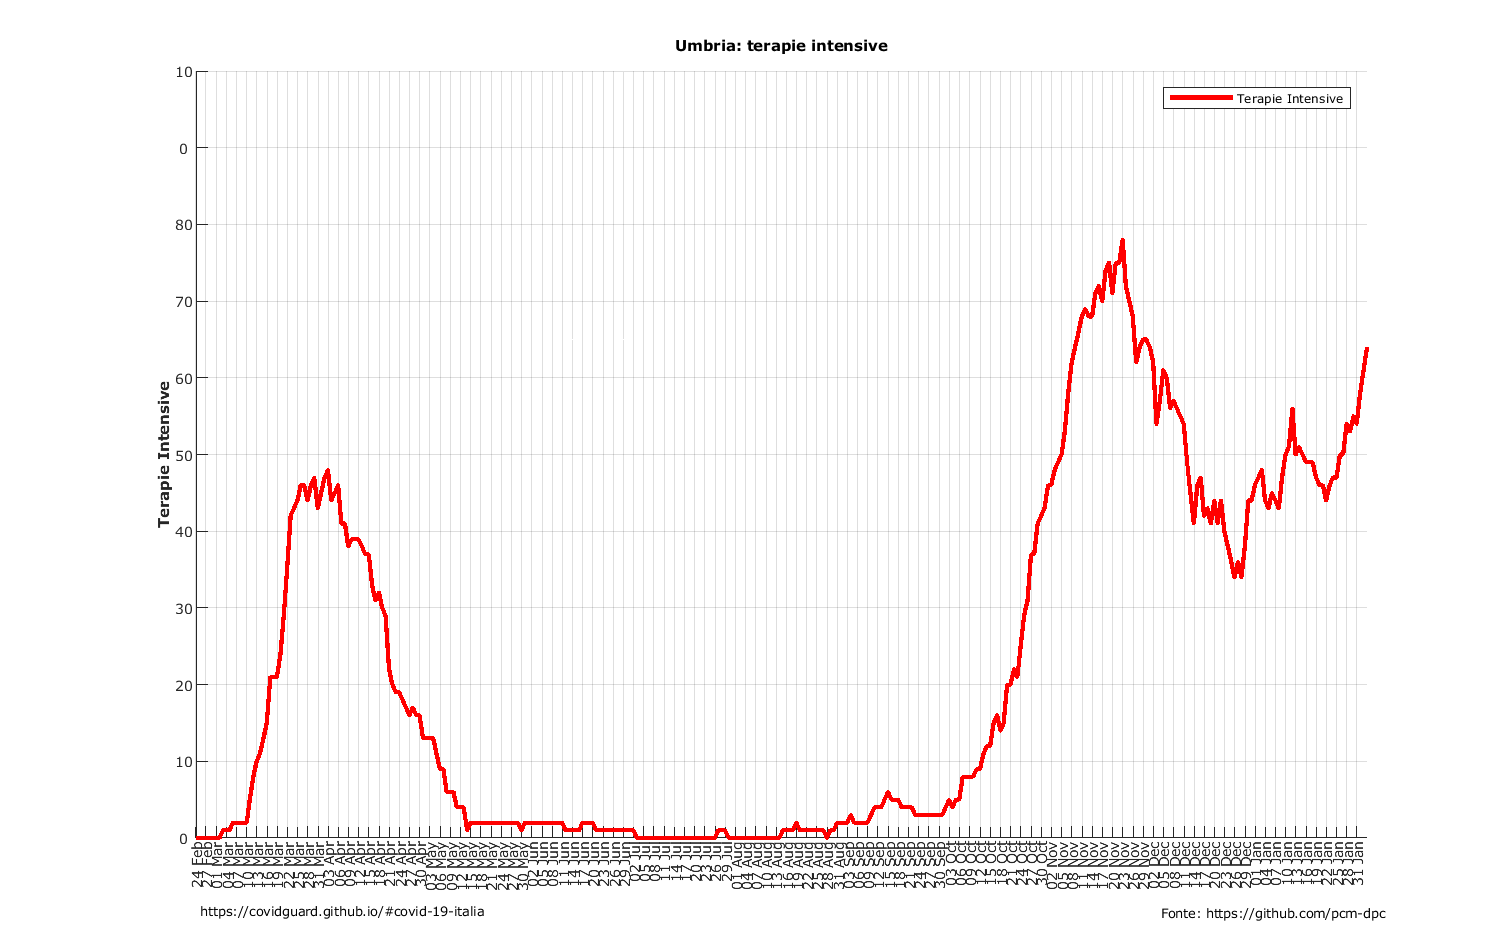 Umbria: terapie intensive
Terapie Intensive
10
0
80
70
60
50
40
30
20
10
0
Terapie Intensive
24 Feb
27 Feb
01 Mar
04 Mar
07 Mar
10 Mar
13 Mar
16 Mar
19 Mar
22 Mar
25 Mar
28 Mar
31 Mar
03 Apr
06 Apr
09 Apr
12 Apr
15 Apr
18 Apr
21 Apr
24 Apr
27 Apr
30 Apr
03 May
06 May
09 May
12 May
15 May
18 May
21 May
24 May
27 May
30 May
02 Jun
05 Jun
08 Jun
11 Jun
14 Jun
17 Jun
20 Jun
23 Jun
26 Jun
29 Jun
02 Jul
05 Jul
08 Jul
11 Jul
14 Jul
17 Jul
20 Jul
23 Jul
26 Jul
29 Jul
01 Aug
04 Aug
07 Aug
10 Aug
13 Aug
16 Aug
19 Aug
22 Aug
25 Aug
28 Aug
31 Aug
03 Sep
06 Sep
09 Sep
12 Sep
15 Sep
18 Sep
21 Sep
24 Sep
27 Sep
30 Sep
03 Oct
06 Oct
09 Oct
12 Oct
15 Oct
18 Oct
21 Oct
24 Oct
27 Oct
30 Oct
02 Nov
05 Nov
08 Nov
11 Nov
14 Nov
17 Nov
20 Nov
23 Nov
26 Nov
29 Nov
02 Dec
05 Dec
08 Dec
11 Dec
14 Dec
17 Dec
20 Dec
23 Dec
26 Dec
29 Dec
01 Jan
04 Jan
07 Jan
10 Jan
13 Jan
16 Jan
19 Jan
22 Jan
25 Jan
28 Jan
31 Jan
https://covidguard.github.io/#covid-19-italia
Fonte: https://github.com/pcm-dpc